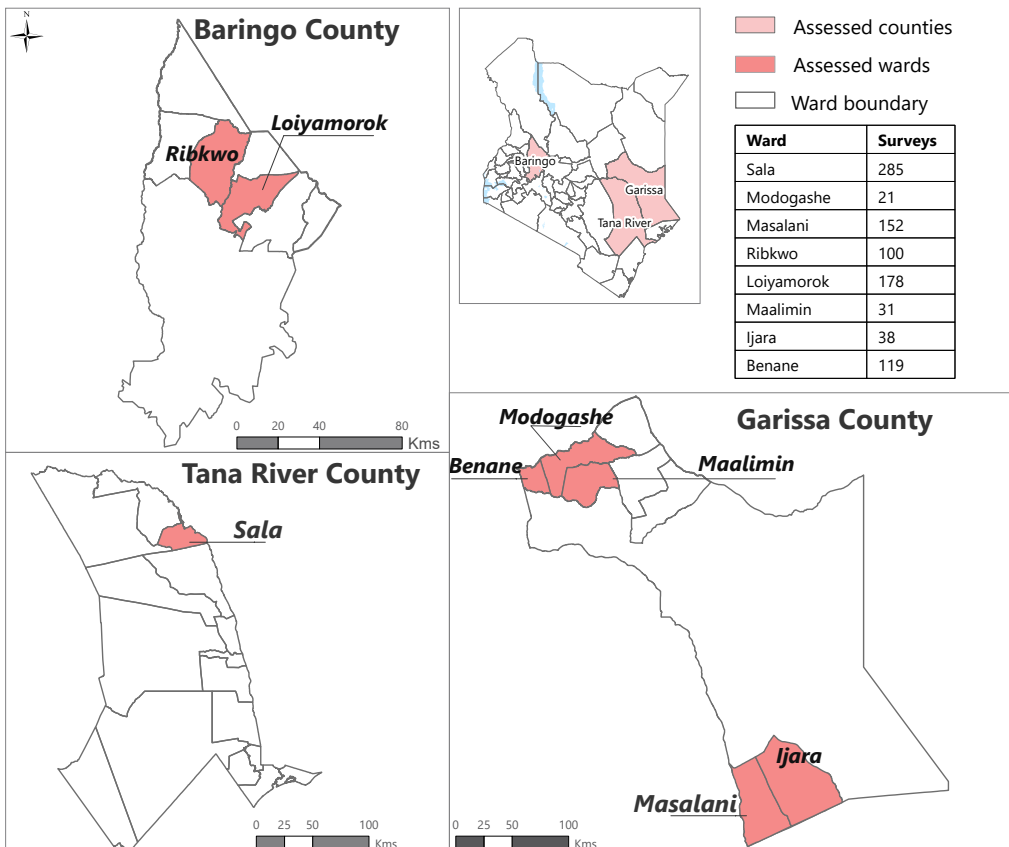 N
Baringo County
Loiyamorok
Ribkwo
0 20 40 80
Kms
Baringo
Garissa
Tana River
Assessed counties
Assessed wards
Ward boundary
Ward Surveys
Sala 285
Modogashe 21
Masalani 152
Ribkwo 100
Loiyamorok 178
Maalimin 31
Ijara 38
Benane 119
Tana River County
Sala
0 25 50 100
Kms
Garissa County
Modogashe
Benane
Maalimin
Ijara
Masalani
0 25 50 100
Kms